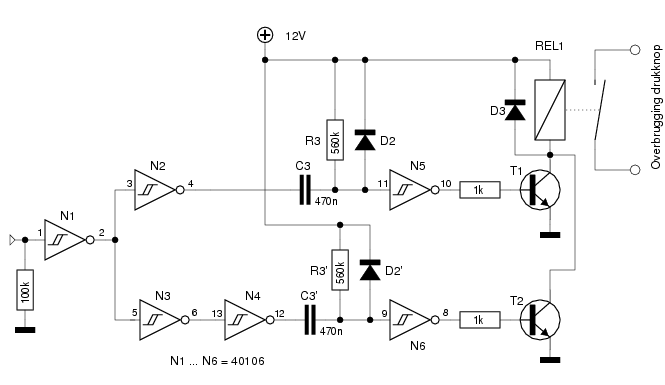 12V
REL1
Overbrugging drukknop
D3
R3
560k
D2
N2
C3
N5
T1
3
4
11
10
1k
470n
N1
1
2
R3'
560k
D2'
100k
N3
N4
C3'
T2
5
6
13
12
9
8
1k
470n
N6
N1 ... N6 = 40106